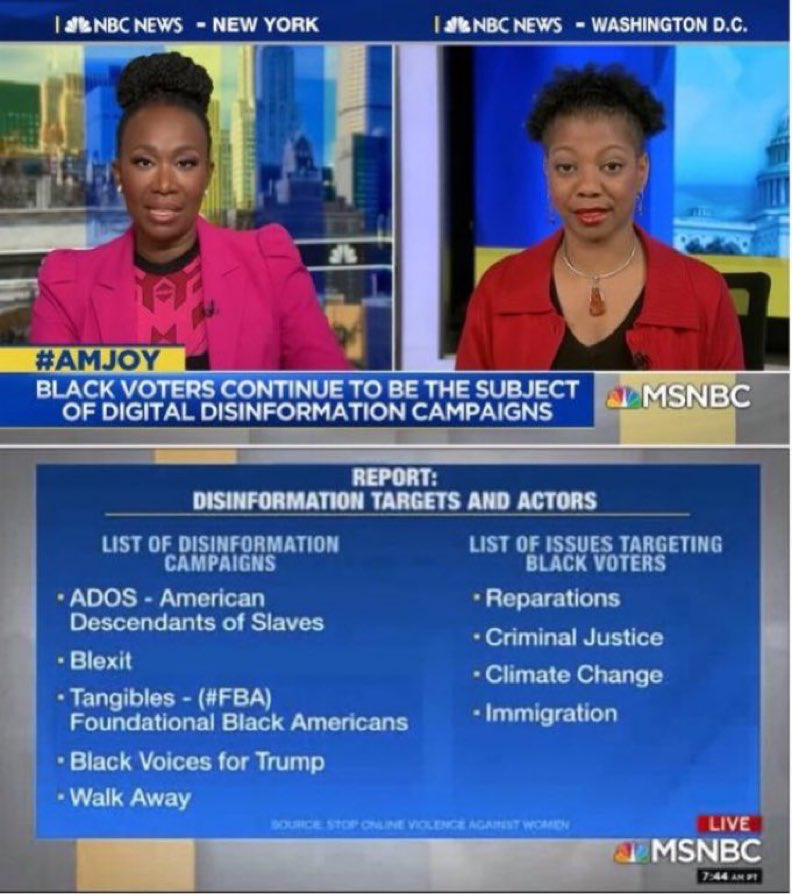 NBC NEWS - NEW YORK
NBC NEWS - WASHINGTON D.C.
#AMJOY
BLACK VOTERS CONTINUE TO BE THE SUBJECT
OF DIGITAL DISINFORMATION CAMPAIGNS
MSNBC
REPORT:
DISINFORMATION TARGETS AND ACTORS
LIST OF DISINFORMATION
CAMPAIGNS
▪ ADOS - American
Descendants of Slaves
▪ Blexit
▪ Tangibles - (#FBA)
Foundational Black Americans
▪ Black Voices for Trump
▪ Walk Away
LIST OF ISSUES TARGETING
BLACK VOTERS
▪ Reparations
▪ Criminal Justice
▪ Climate Change
▪ Immigration
SOURCE: STOP ONLINE VIOLENCE AGAINST WOMEN
LIVE
MSNBC
7:44 AM PT